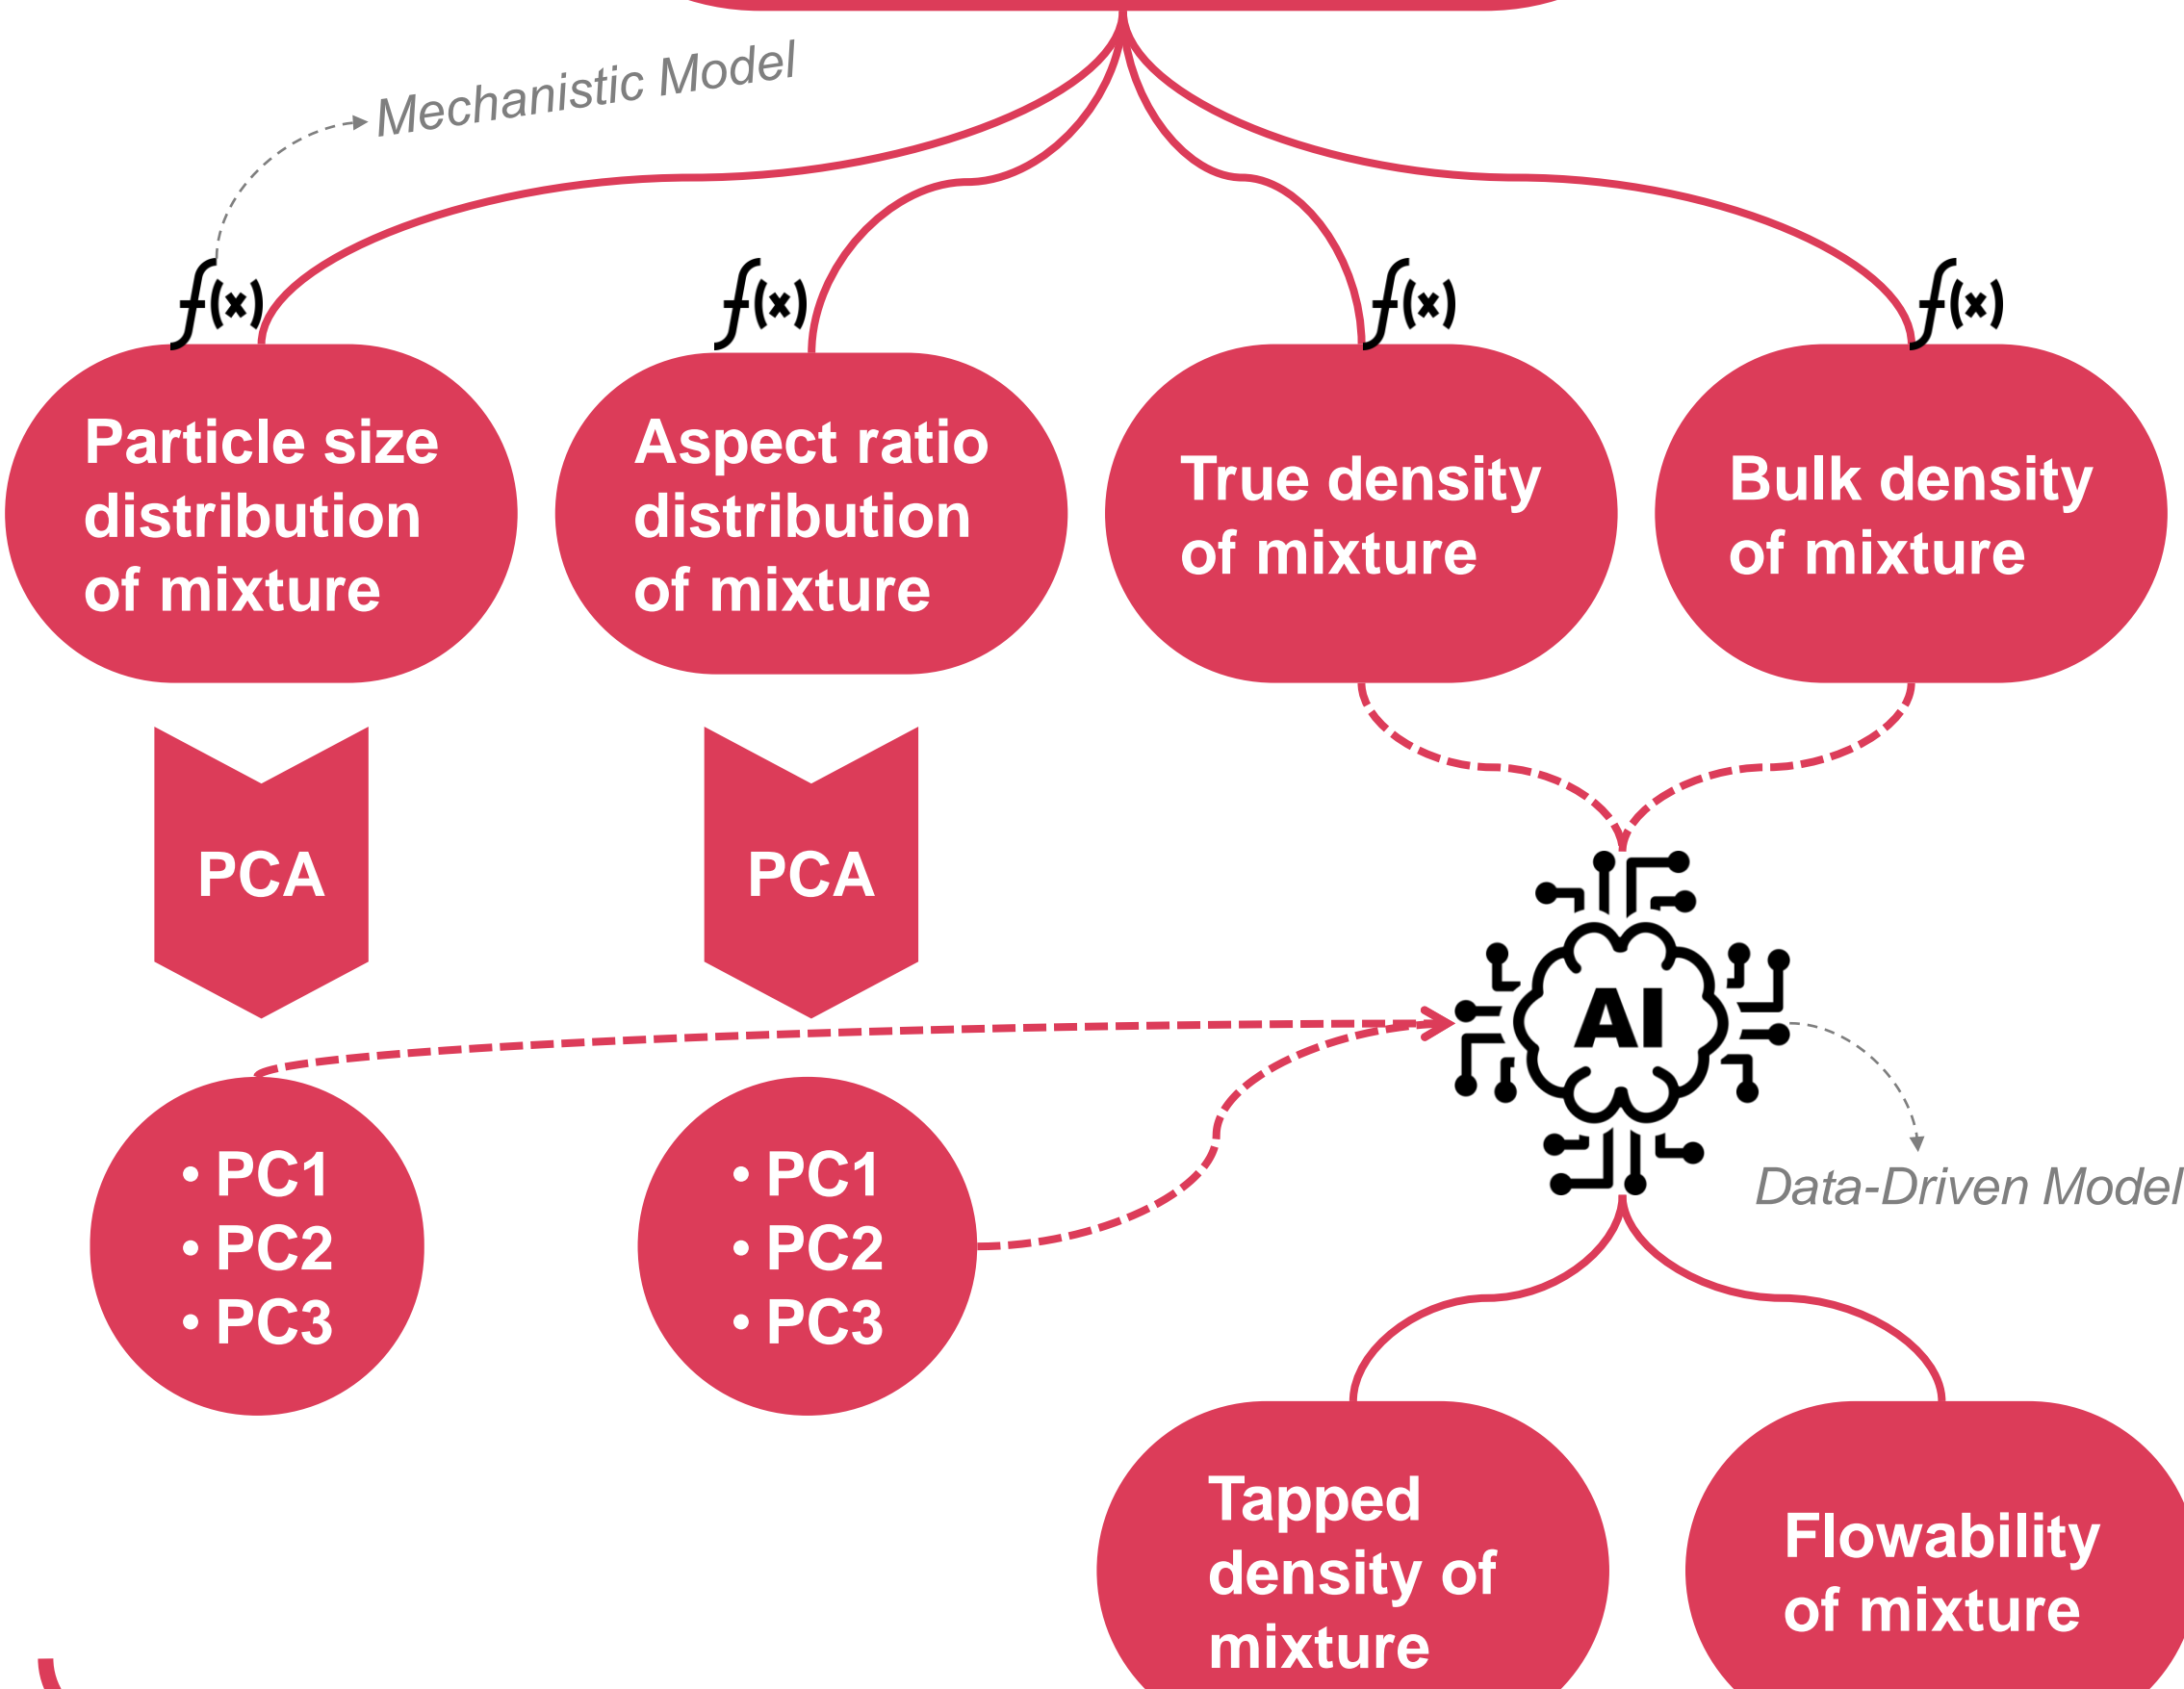 Mechanistic Model
f(x)
f(x)
f(x)
f(x)
Particle size
distribution
of mixture
Aspect ratio
distribution
of mixture
True density
of mixture
Bulk density
of mixture
PCA
PCA
AI
• PC1
• PC2
• PC3
• PC1
• PC2
• PC3
Data-Driven Model
Tapped
density of
mixture
Flowability
of mixture